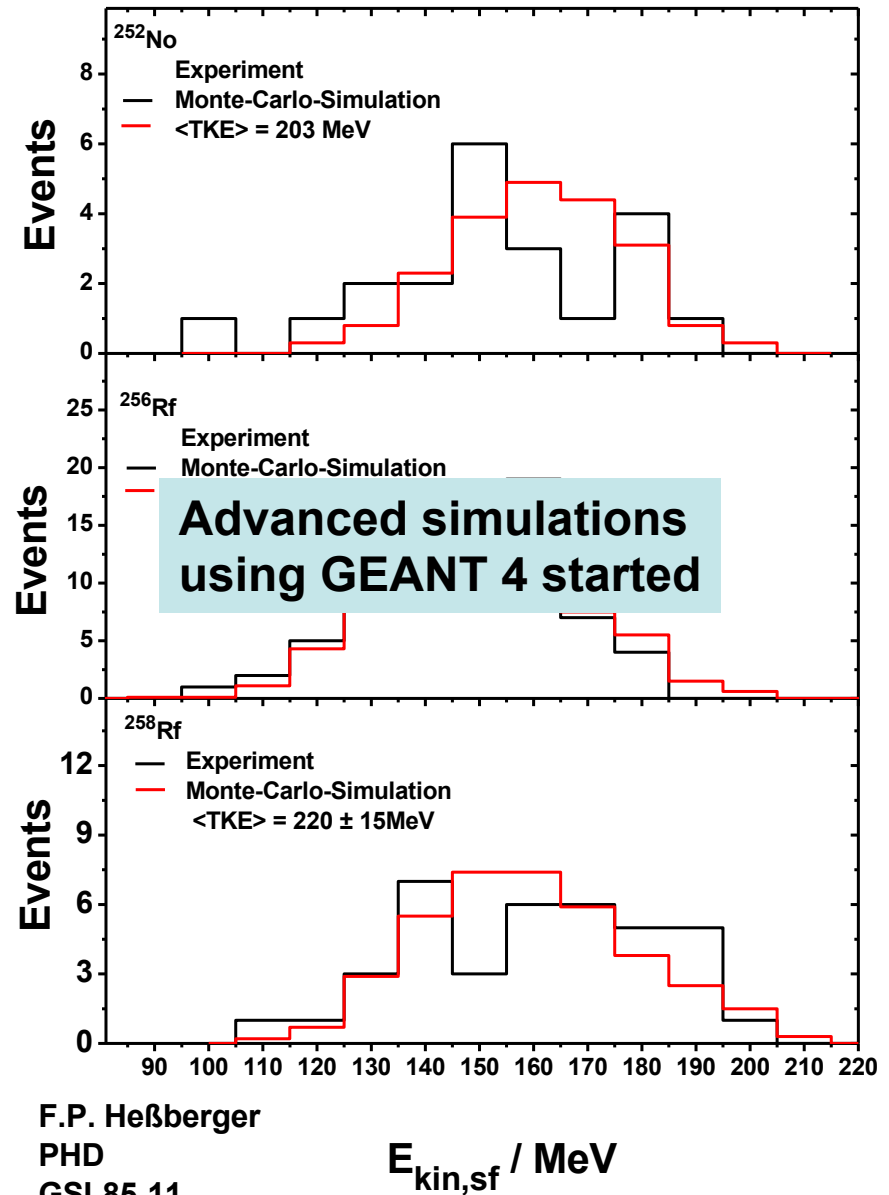 252No
Experiment
Monte-Carlo-Simulation
<TKE> = 203 MeV
Events
8
6
4
2
0
256Rf
Experiment
Monte-Carlo-Simulation
Advanced simulations
using GEANT 4 started
Events
25
20
15
10
5
0
258Rf
Experiment
Monte-Carlo-Simulation
<TKE> = 220 ± 15MeV
Events
12
9
6
3
0
90 100 110 120 130 140 150 160 170 180 190 200 210 220
F.P. Heßberger
PHD
GSI 85-11
Ekin,sf / MeV